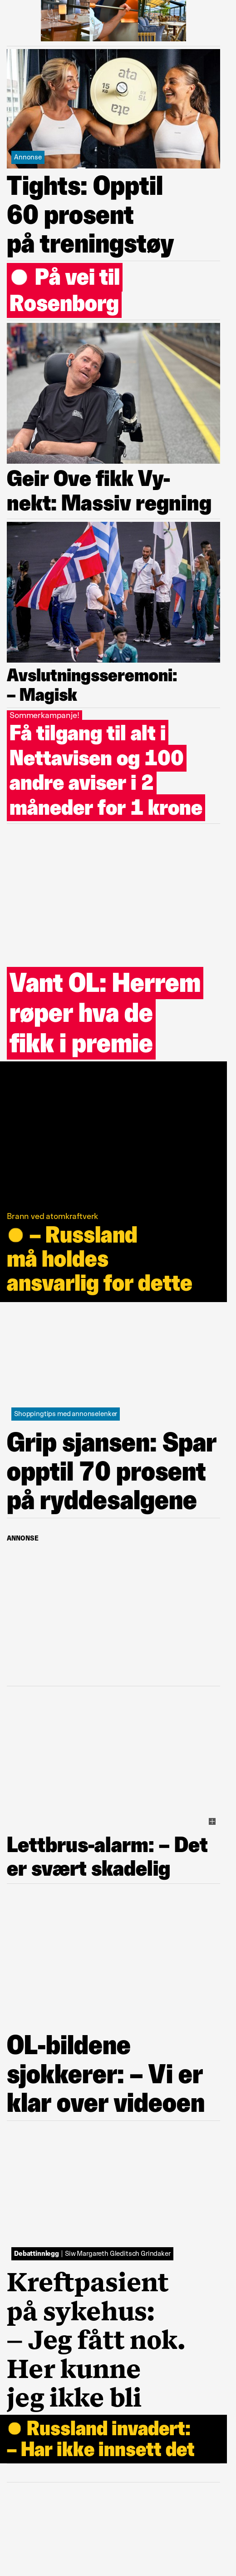 ata
15
KG
ata
Annonse
Tights: Opptil
60 prosent
på treningstøy
På vei til
Rosenborg
Geir Ove fikk Vy-
nekt: Massiv regning
Avslutningsseremoni:
– Magisk
Sommerkampanje!
Få tilgang til alt i
Nettavisen og 100
andre aviser i 2
måneder for 1 krone
Vant OL: Herrem
røper hva de
fikk i premie
Brann ved atomkraftverk
– Russland
må holdes
ansvarlig for dette
Shoppingtips med annonselenker
Grip sjansen: Spar
opptil 70 prosent
på ryddesalgene
ANNONSE
Lettbrus-alarm: – Det
er svært skadelig
OL-bildene
sjokkerer: – Vi er
klar over videoen
Debattinnlegg | Siw Margareth Gleditsch Grindaker
Kreftpasient
på sykehus:
– Jeg fått nok.
Her kunne
jeg ikke bli
Russland invadert:
– Har ikke innsett det